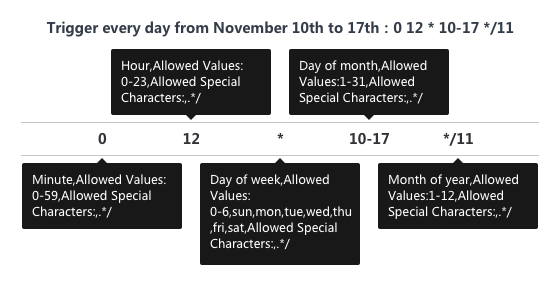 Trigger every day from November 10th to 17th : 0 12 * 10-17 */11
Hour,Allowed Values:
0-23,Allowed Special
Characters:,.*/
Day of month,Allowed
Values:1-31,Allowed
Special Characters:,.*/
0 12 * 10-17 */11
Minute,Allowed Values:
0-59,Allowed Special
Characters:,.*/
Day of week,Allowed
Values:
0-6,sun,mon,tue,wed,thu
,fri,sat,Allowed Special
Characters:,.*/
Month of year,Allowed
Values:1-12,Allowed
Special Characters:,.*/